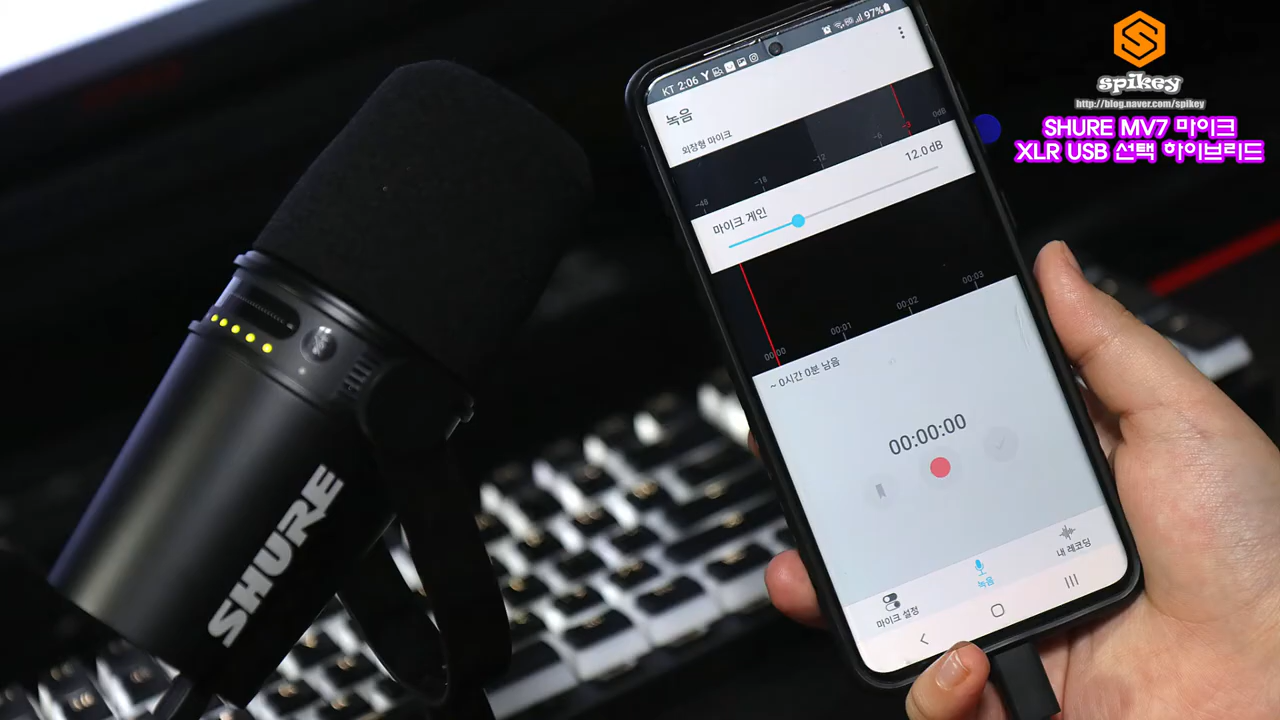 spikey
http://blog.naver.com/spikey
SHURE MV7 마이크
XLR USB 선택 하이브리드
KT 2:06
97%
녹음
외장형 마이크
-48
-18
-12
-6
-3
0dB
마이크 게인
12.0dB
00:00
00:01
00:02
00:03
~ 0시간 0분 남음
00:00:00
마이크 설정
녹음
내 레코딩
SHURE